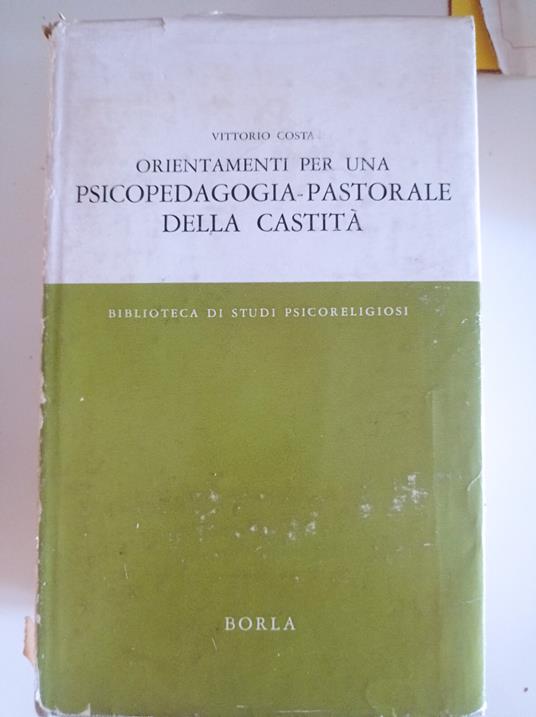 VITTORIO COSTA
ORIENTAMENTI PER UNA
PSICOPEDAGOGIA-PASTORALE
DELLA CASTITÀ
BIBLIOTECA DI STUDI PSICORELIGIOSI
BORLA